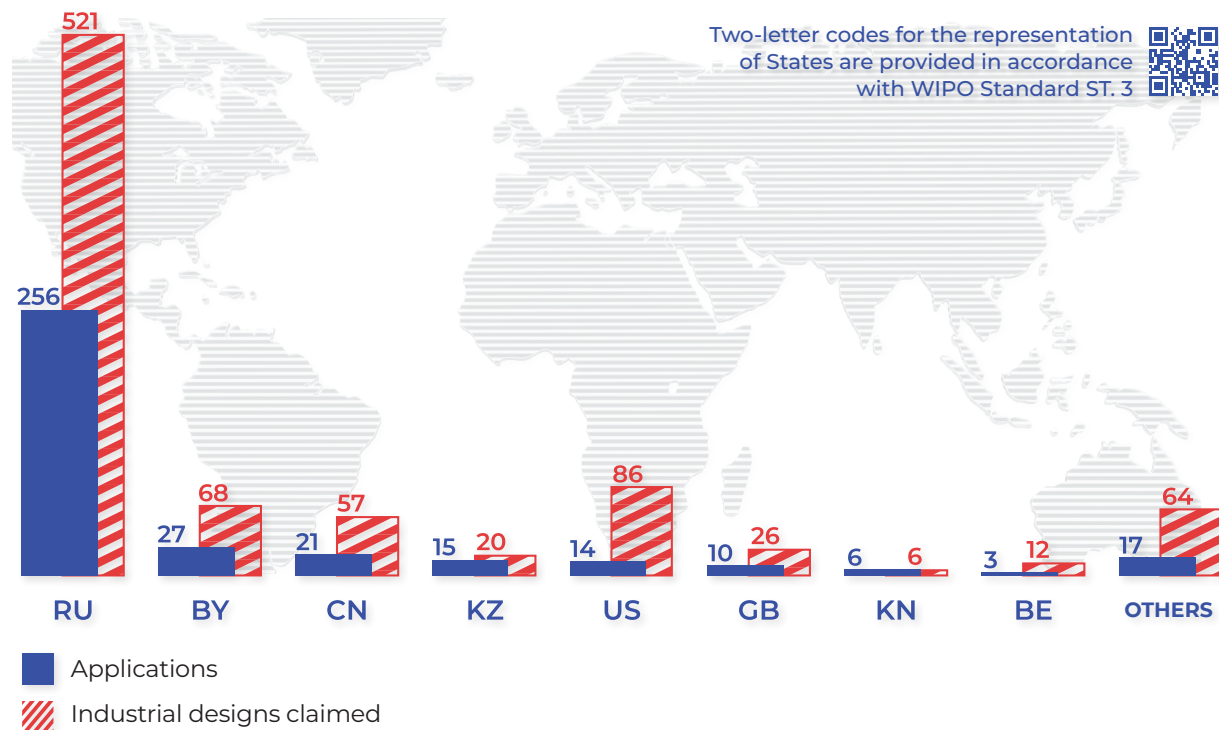 521
Two-letter codes for the representation
of States are provided in accordance
with WIPO Standard ST. 3
256
27
68
21
57
15
20
14
86
10
26
6
6
3
12
17
64
RU
BY
CN
KZ
US
GB
KN
BE
OTHERS
Applications
Industrial designs claimed